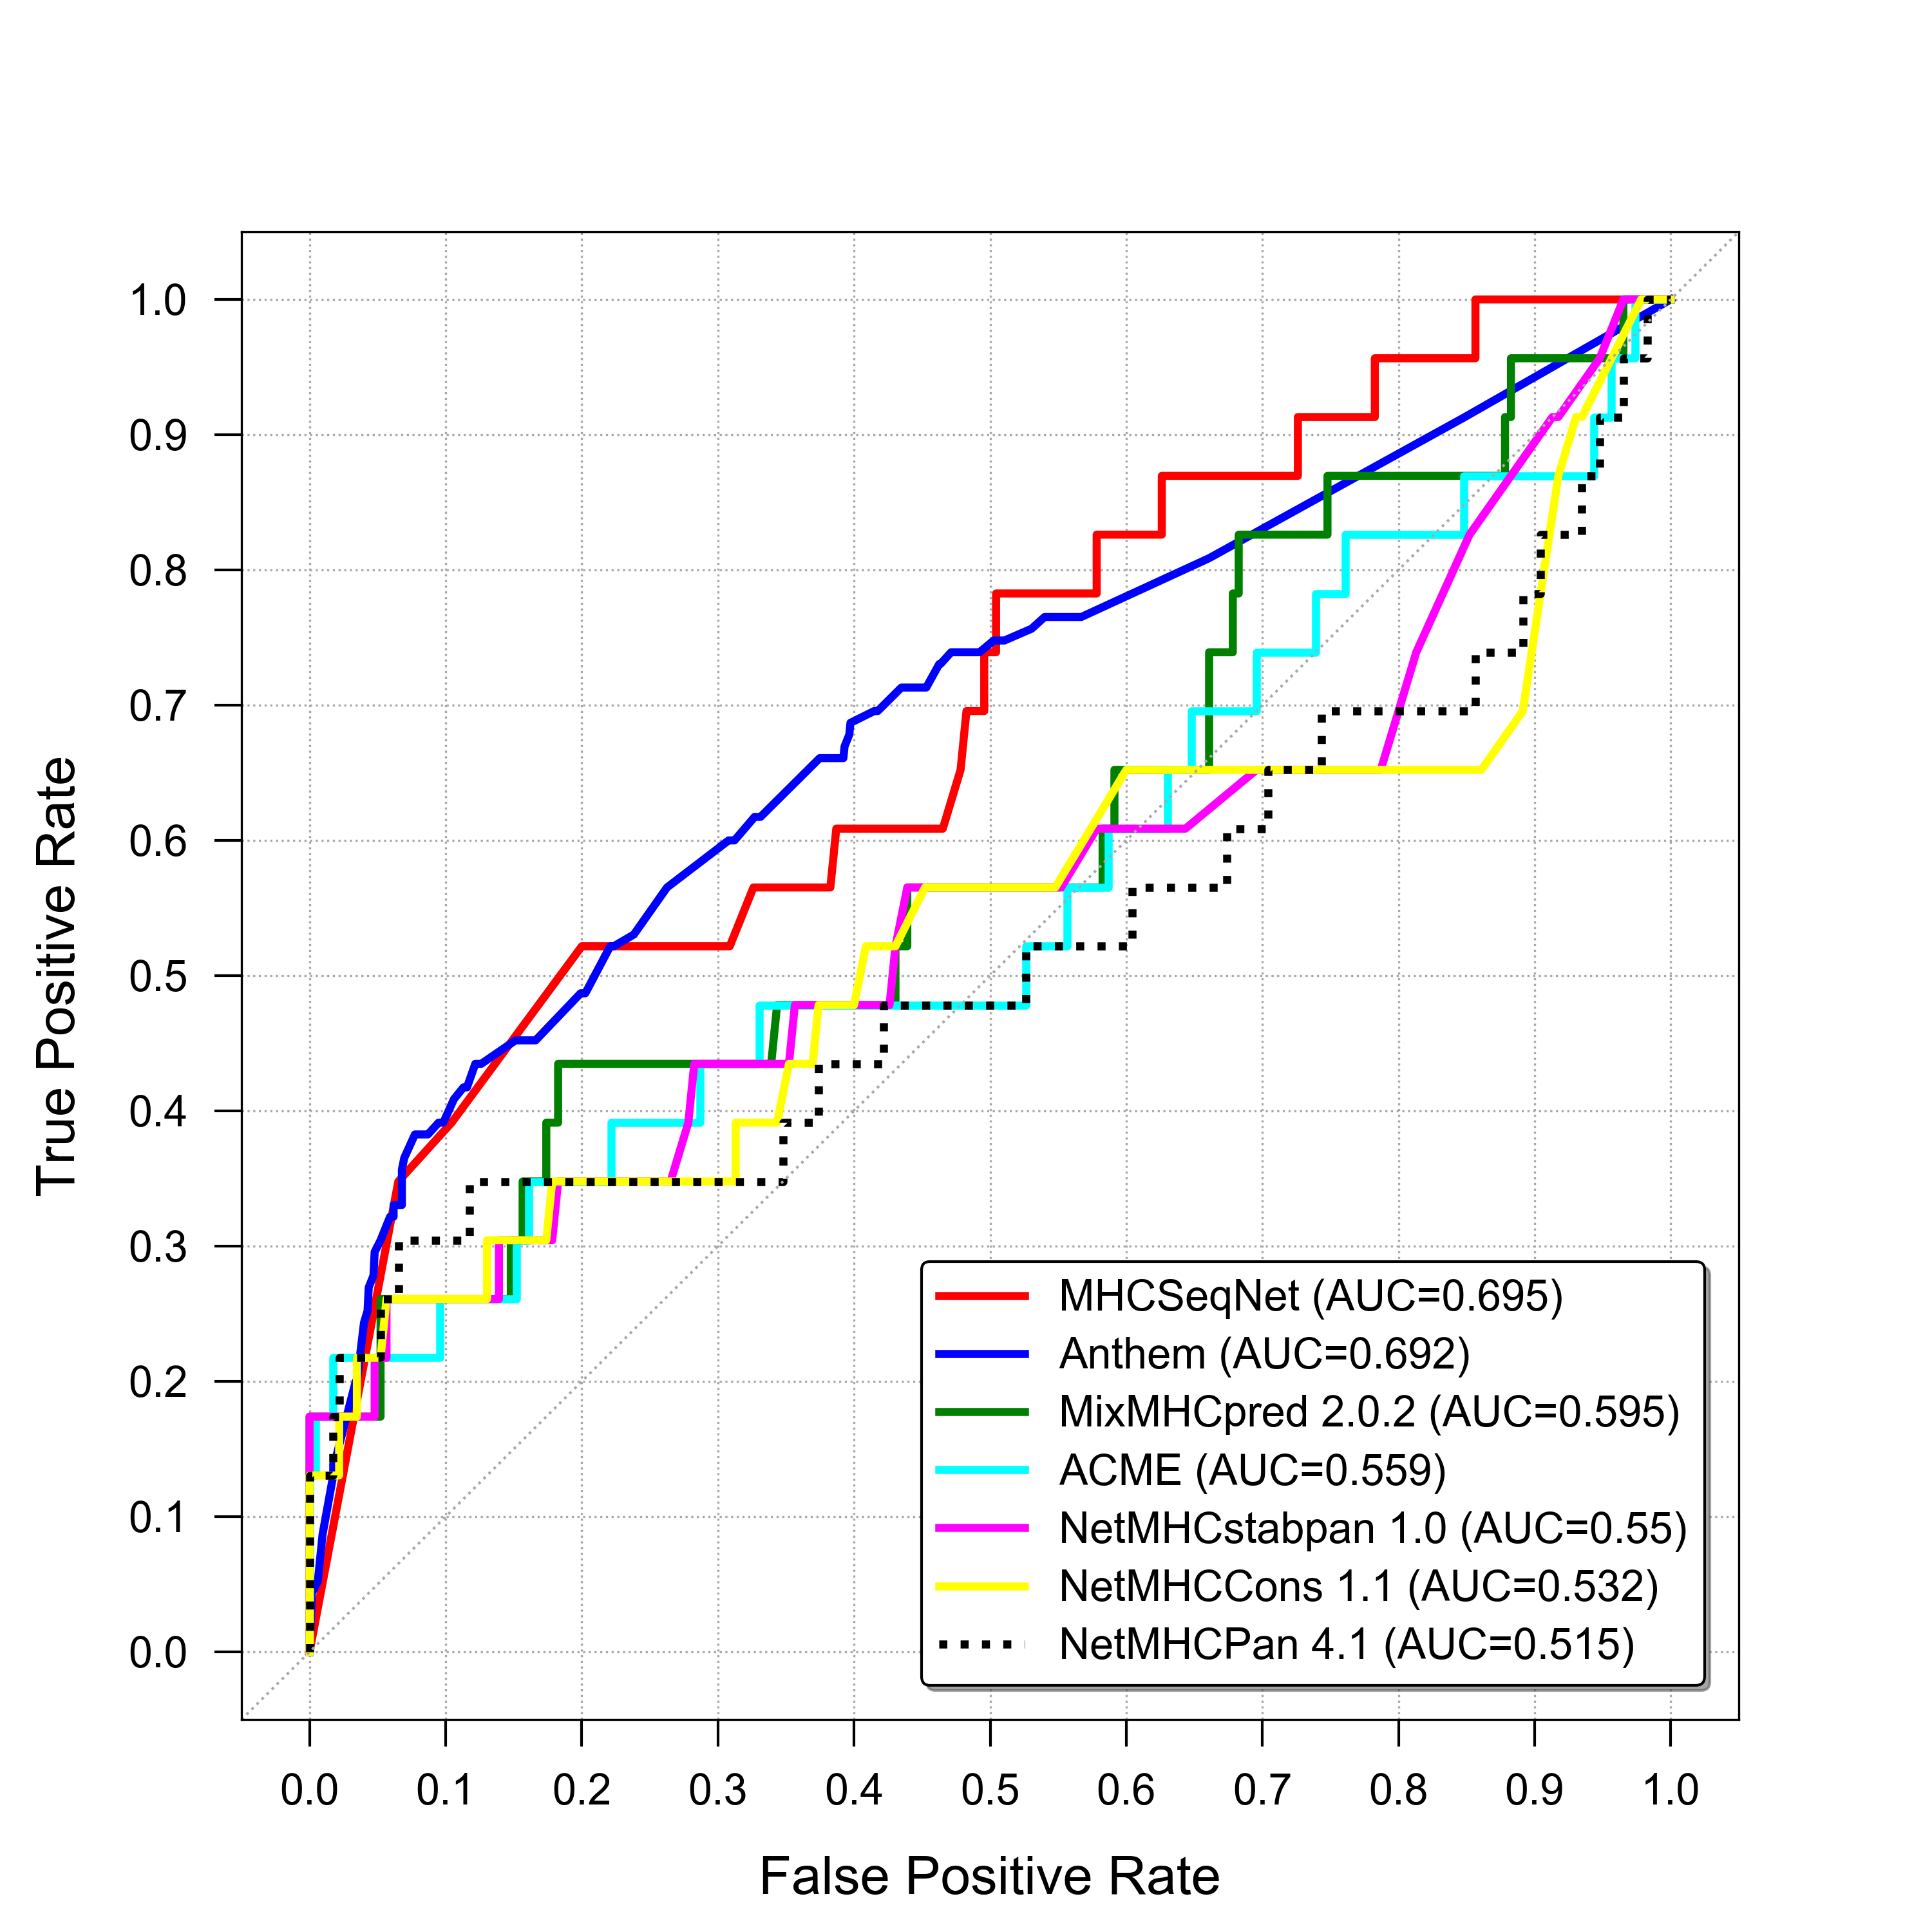 1.0
0.9
0.8
0.7
0.6
0.5
0.4
0.3
0.2
0.1
0.0
True Positive Rate
MHCSeqNet (AUC=0.695)
Anthem (AUC=0.692)
MixMHCpred 2.0.2 (AUC=0.595)
ACME (AUC=0.559)
NetMHCstabpan 1.0 (AUC=0.55)
NetMHCCons 1.1 (AUC=0.532)
NetMHCPan 4.1 (AUC=0.515)
0.0 0.1 0.2 0.3 0.4 0.5 0.6 0.7 0.8 0.9 1.0
False Positive Rate